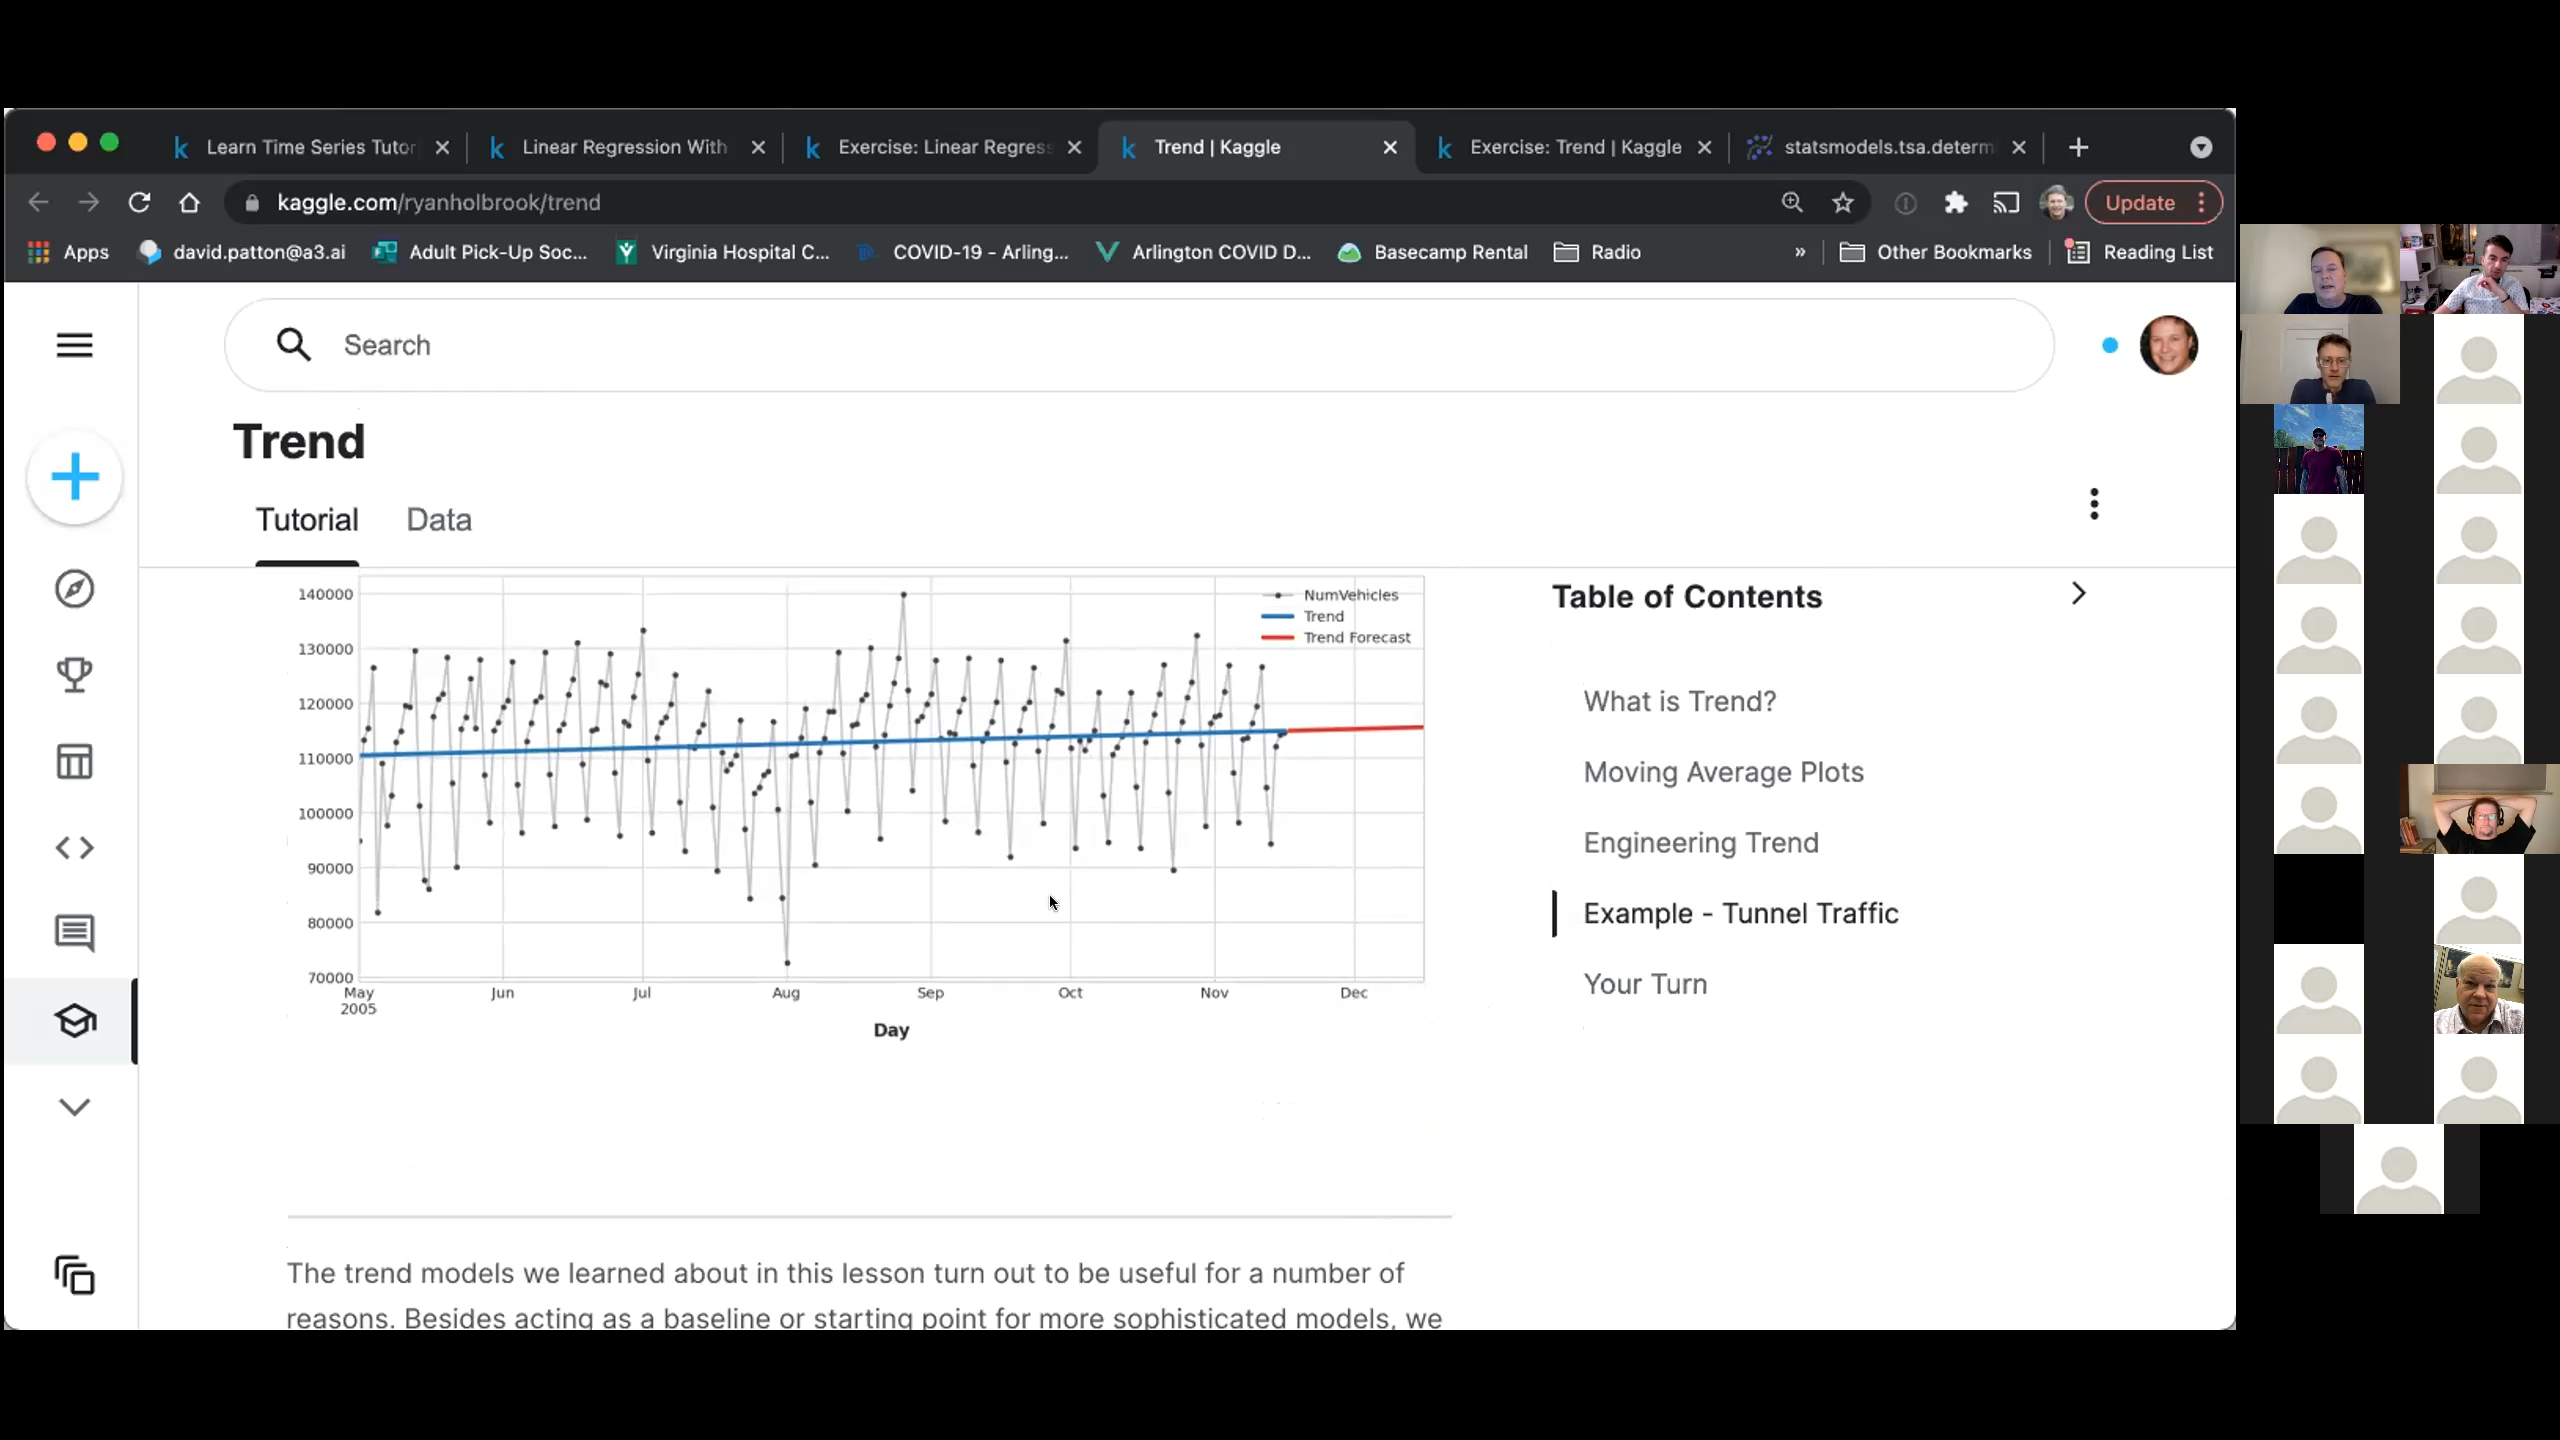 Learn Time Series Tutor
Linear Regression With
Exercise: Linear Regress
Trend | Kaggle
Exercise: Trend | Kaggle
statsmodels.tsa.determ
kaggle.com/ryanholbrook/trend
Update
Apps
david.patton@a3.ai
Adult Pick-Up Soc...
Virginia Hospital C...
COVID-19 - Arling...
Arlington COVID D...
Basecamp Rental
Radio
»
Other Bookmarks
Reading List
Search
Trend
Tutorial
Data
140000
130000
120000
110000
100000
90000
80000
70000
NumVehicles
Trend
Trend Forecast
May
2005
Jun
Jul
Aug
Sep
Oct
Nov
Dec
Day
Table of Contents
What is Trend?
Moving Average Plots
Engineering Trend
Example - Tunnel Traffic
Your Turn
The trend models we learned about in this lesson turn out to be useful for a number of
reasons. Besides acting as a baseline or starting point for more sophisticated models, we